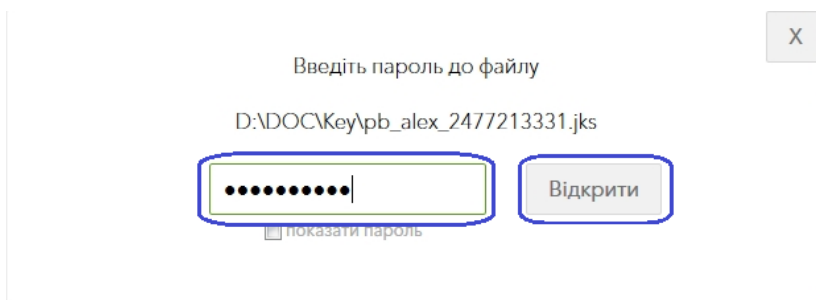 X
Введіть пароль до файлу
D:\DOC\Key\pb_alex_2477213331.jks
●●●●●●●●●●
Відкрити
показати пароль